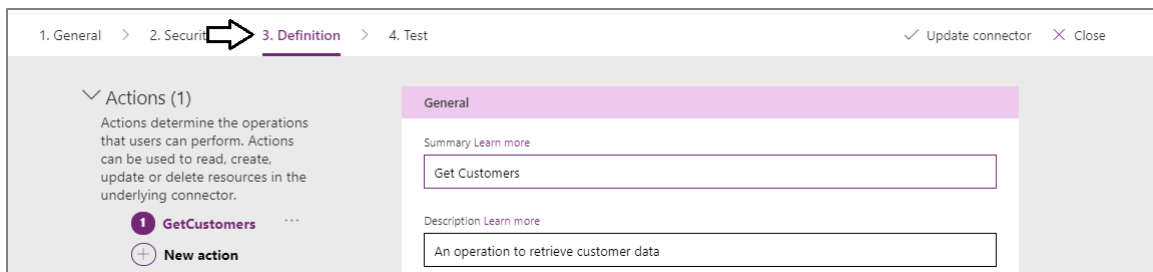 1. General > 2. Securit 3. Definition > 4. Test Update connector Close
Actions (1)
Actions determine the operations
that users can perform. Actions
can be used to read, create,
update or delete resources in the
underlying connector.
1 GetCustomers ...
New action
General
Summary Learn more
Get Customers
Description Learn more
An operation to retrieve customer data